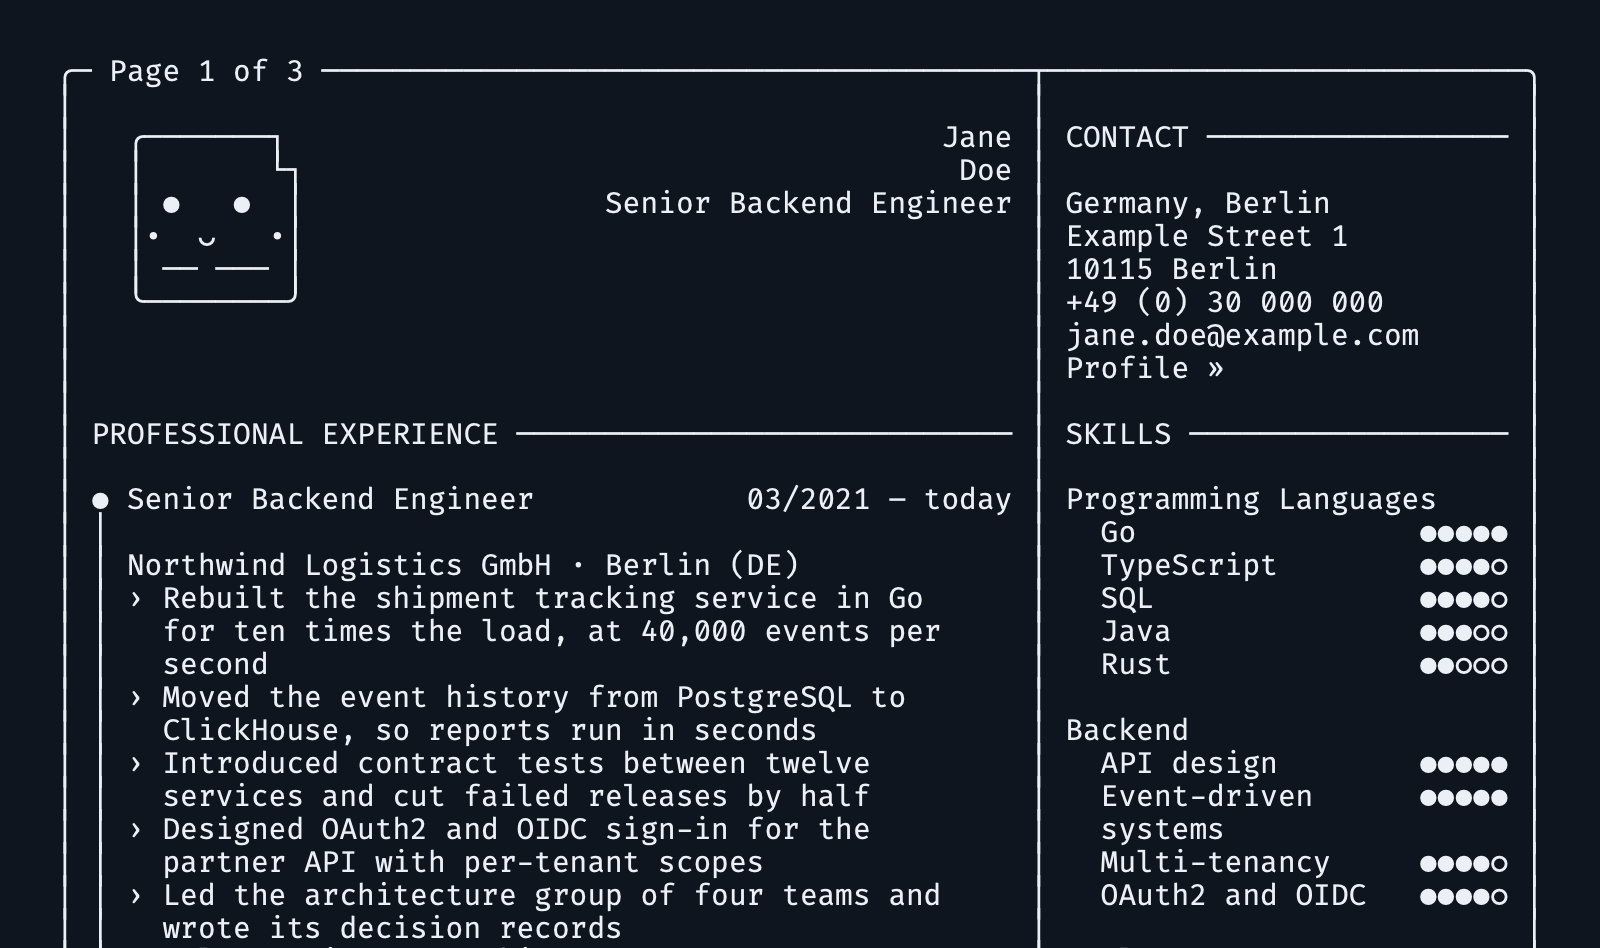 Page 1 of 3
Jane
Doe
Senior Backend Engineer
PROFESSIONAL EXPERIENCE
Senior Backend Engineer 03/2021 – today
Northwind Logistics GmbH · Berlin (DE)
› Rebuilt the shipment tracking service in Go
for ten times the load, at 40,000 events per
second
› Moved the event history from PostgreSQL to
ClickHouse, so reports run in seconds
› Introduced contract tests between twelve
services and cut failed releases by half
› Designed OAuth2 and OIDC sign-in for the
partner API with per-tenant scopes
› Led the architecture group of four teams and
wrote its decision records
CONTACT
Germany, Berlin
Example Street 1
10115 Berlin
+49 (0) 30 000 000
jane.doe@example.com
Profile »
SKILLS
Programming Languages
Go ●●●●●
TypeScript ●●●●○
SQL ●●●●○
Java ●●●○○
Rust ●●○○○
Backend
API design ●●●●●
Event-driven ●●●●●
systems
Multi-tenancy ●●●●○
OAuth2 and OIDC ●●●●○